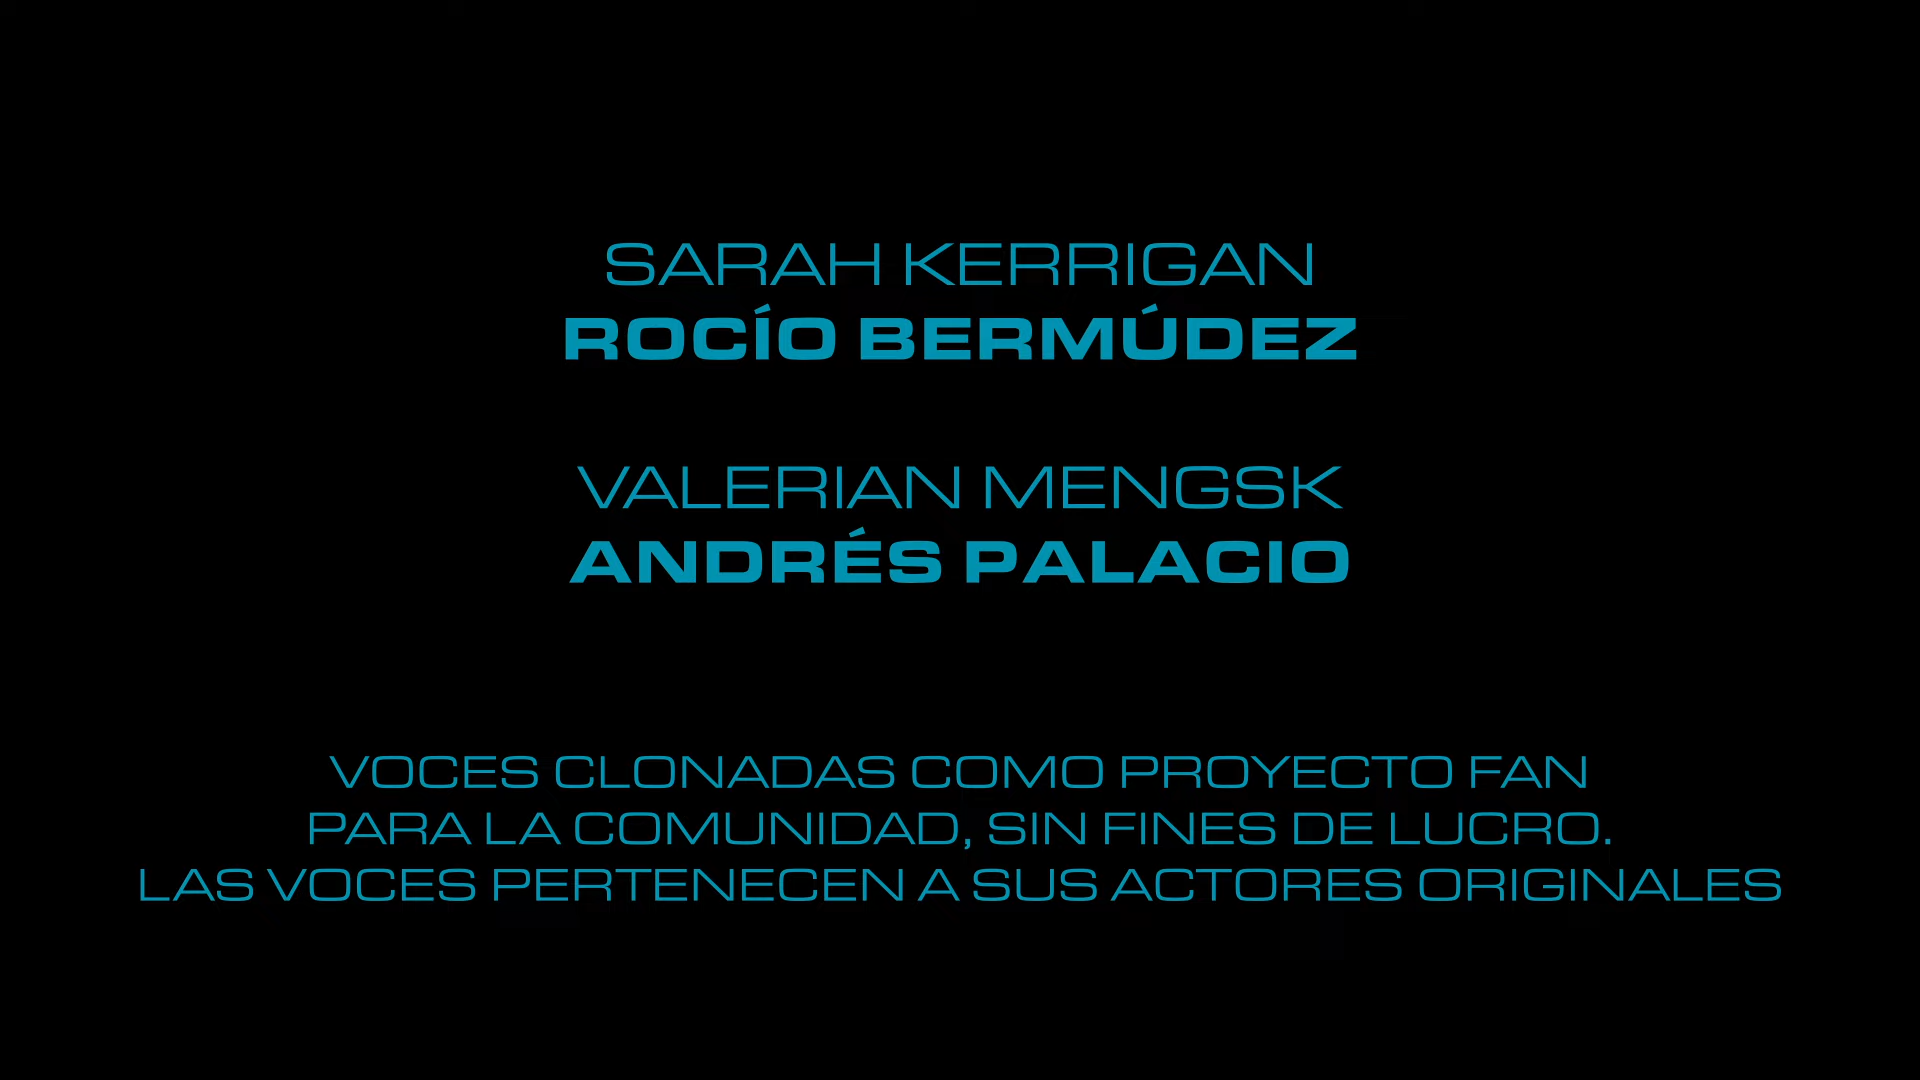 SARAH KERRIGAN
ROCÍO BERMÚDEZ
VALERIAN MENGSK
ANDRÉS PALACIO
VOCES CLONADAS COMO PROYECTO FAN
PARA LA COMUNIDAD, SIN FINES DE LUCRO.
LAS VOCES PERTENECEN A SUS ACTORES ORIGINALES